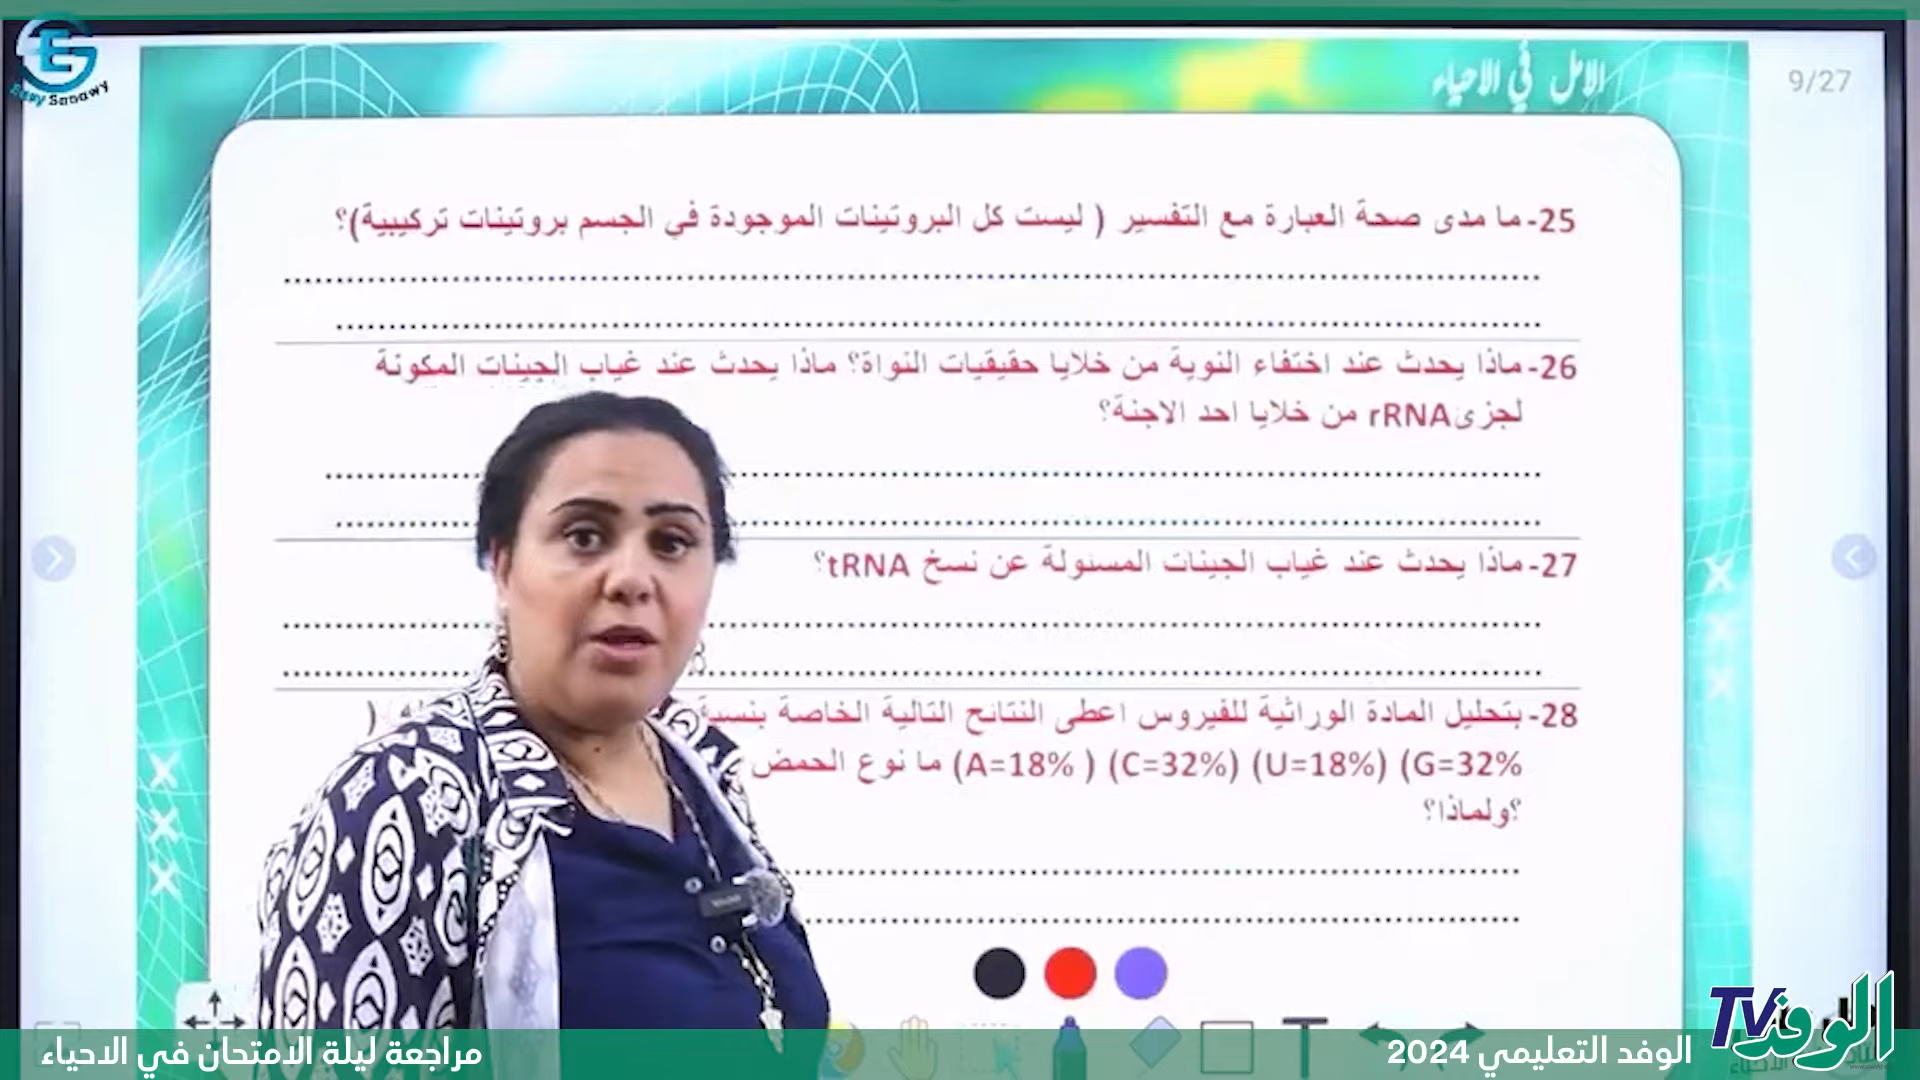 Easy Sanawy
الامل في الاحياء
9/27
25- ما مدى صحة العبارة مع التفسير ( ليست كل البروتينات الموجودة في الجسم بروتينات تركيبية)؟
26- ماذا يحدث عند اختفاء النوية من خلايا حقيقيات النواة؟ ماذا يحدث عند غياب الجينات المكونة
لجزئ rRNA من خلايا احد الاجنة؟
27- ماذا يحدث عند غياب الجينات المسئولة عن نسخ tRNA؟
28- بتحليل المادة الوراثية للفيروس اعطى النتائج التالية الخاصة بنسبة
(G=32% (U=18%) (C=32%) (A=18% ) ما نوع الحمض
؟ولماذا؟
الوفد TV
الوفد التعليمي 2024
مراجعة ليلة الامتحان في الاحياء